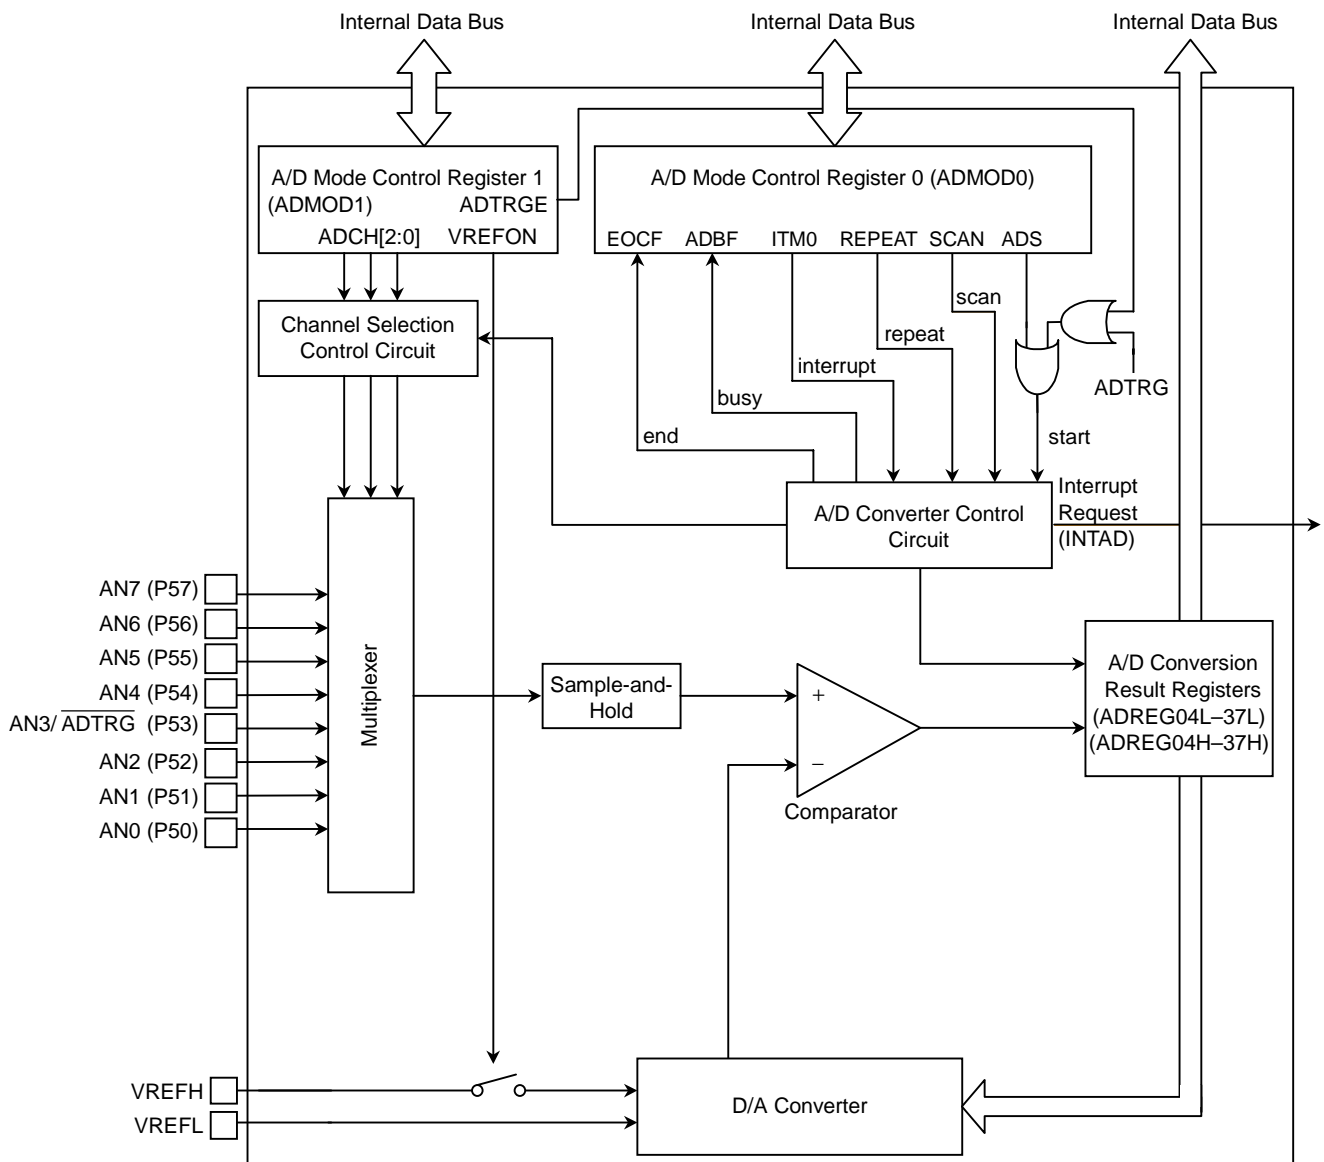 Internal Data Bus
Internal Data Bus
Internal Data Bus
A/D Mode Control Register 1
(ADMOD1) ADTRGE
ADCH[2:0] VREFON
A/D Mode Control Register 0 (ADMOD0)
EOCF ADBF ITM0 REPEAT SCAN ADS
Channel Selection
Control Circuit
scan
repeat
interrupt
busy
end
ADTRG
start
A/D Converter Control
Circuit
Interrupt
Request
(INTAD)
AN7 (P57)
AN6 (P56)
AN5 (P55)
AN4 (P54)
AN3/ADTRG (P53)
AN2 (P52)
AN1 (P51)
AN0 (P50)
Multiplexer
Sample-and-
Hold
+
−
Comparator
A/D Conversion
Result Registers
(ADREG04L–37L)
(ADREG04H–37H)
VREFH
VREFL
D/A Converter